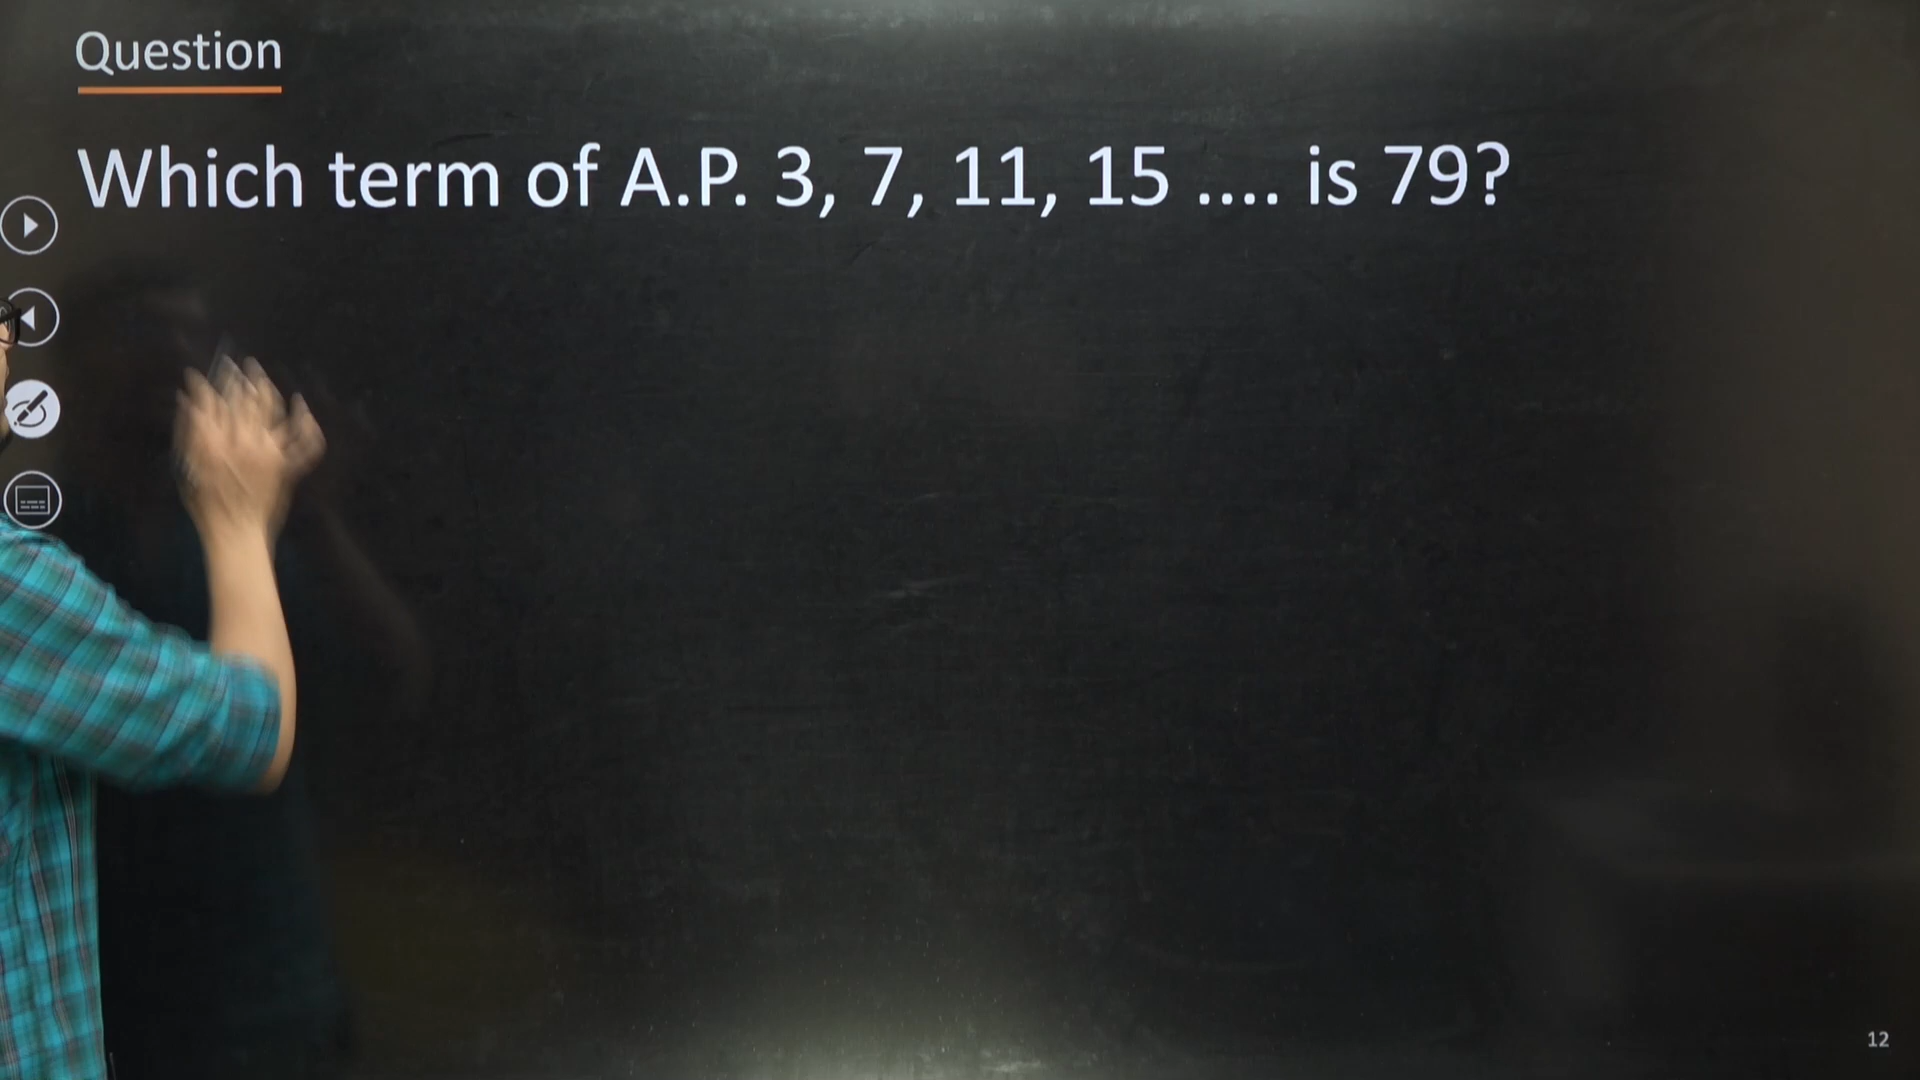 Question
Which term of A.P. 3, 7, 11, 15 .... is 79?
12